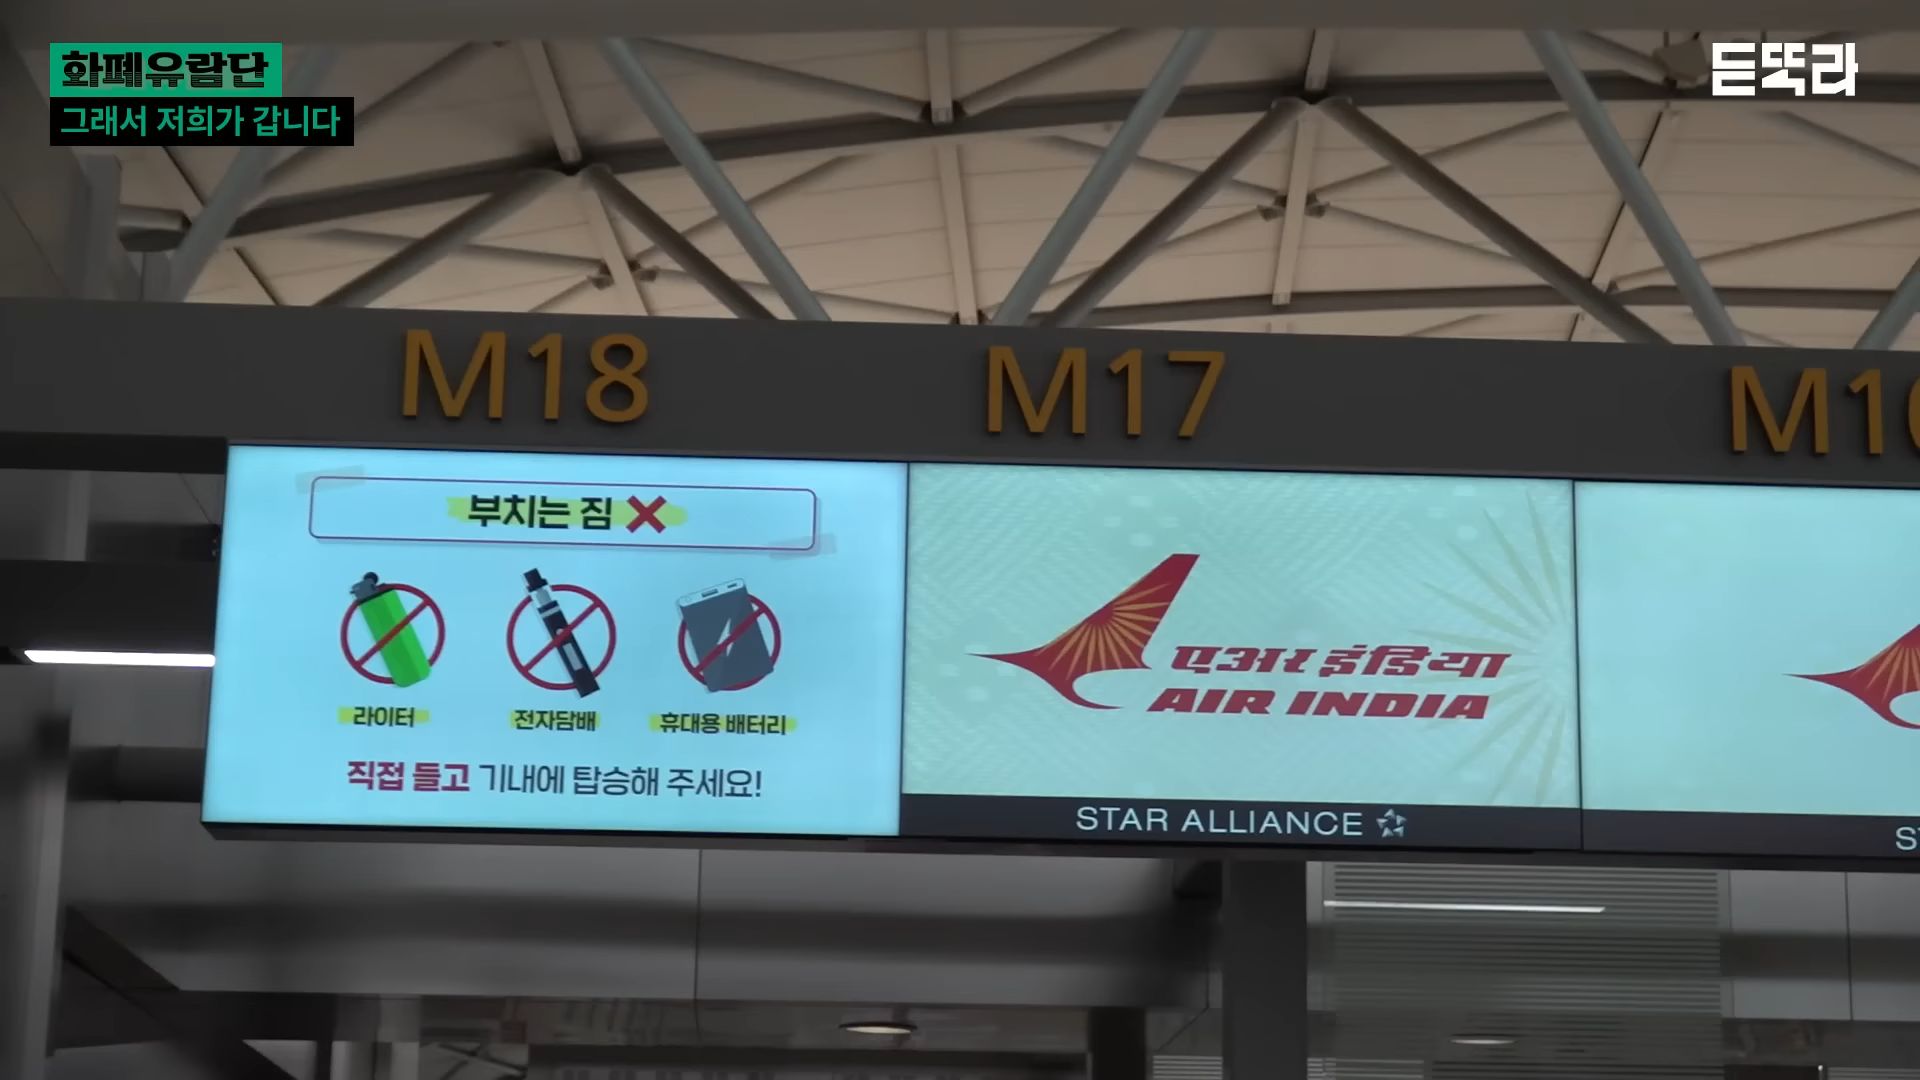 화폐유람단
그래서 저희가 갑니다
듣똑라
M18
M17
부치는 짐
라이터
전자담배
휴대용 배터리
직접 들고 기내에 탑승해 주세요!
एअर इंडिया
AIR INDIA
STAR ALLIANCE